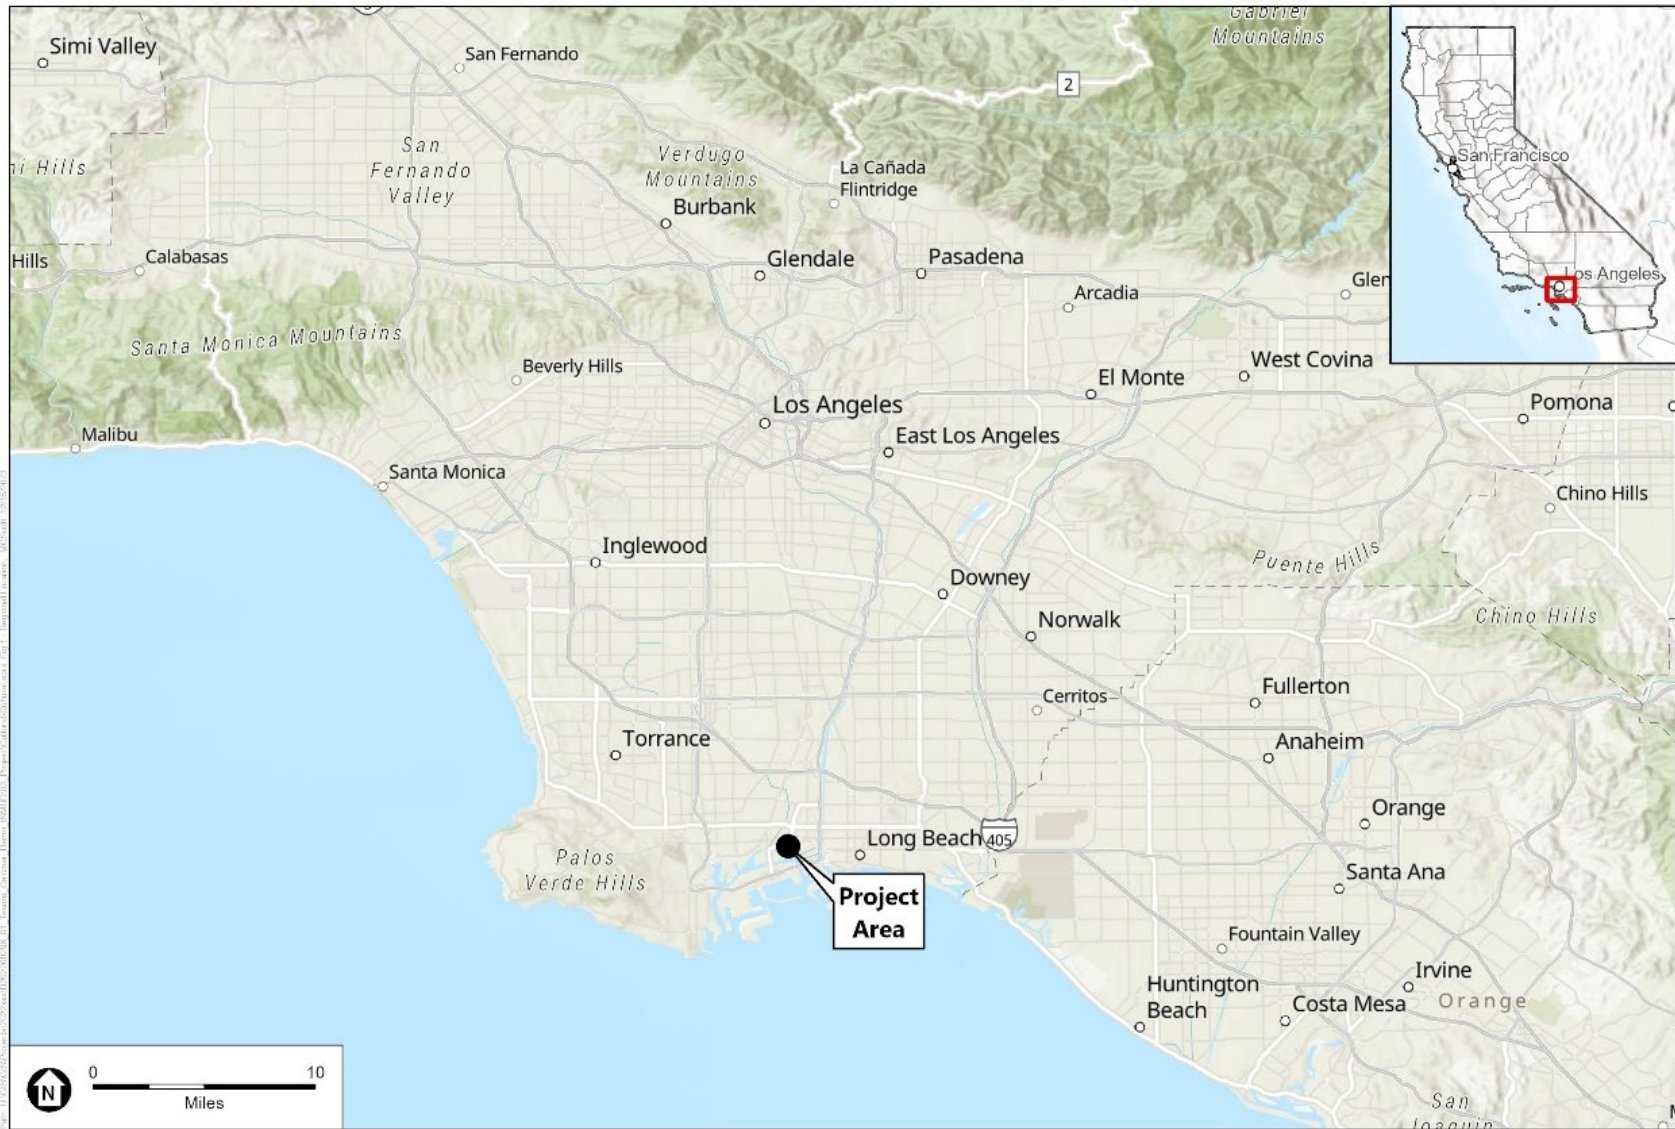 Gabriel
Mountains
Simi Valley
San Fernando
2
San
Fernando
Valley
Verdugo
Mountains
La Cañada
Flintridge
ni Hills
Burbank
San Francisco
Hills
Calabasas
Glendale
Pasadena
Los Angeles
Arcadia
Glen
Santa Monica Mountains
Beverly Hills
El Monte
West Covina
Los Angeles
Pomona
Malibu
East Los Angeles
Santa Monica
Chino Hills
Inglewood
Puente Hills
Downey
Norwalk
Chino Hills
Cerritos
Fullerton
Torrance
Anaheim
Orange
Long Beach
405
Palos
Verde Hills
Santa Ana
Project
Area
Fountain Valley
Huntington
Beach
Irvine
Orange
Costa Mesa
N
0 10
Miles
San
Joaquin